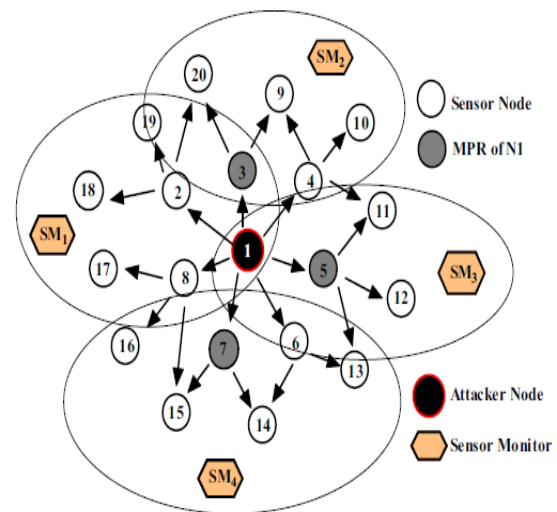 SM2
20
9
Sensor Node
10
19
MPR of N1
3
4
18
2
11
SM1
1
5
SM3
17
8
12
16
7
6
13
Attacker Node
15
14
Sensor Monitor
SM4